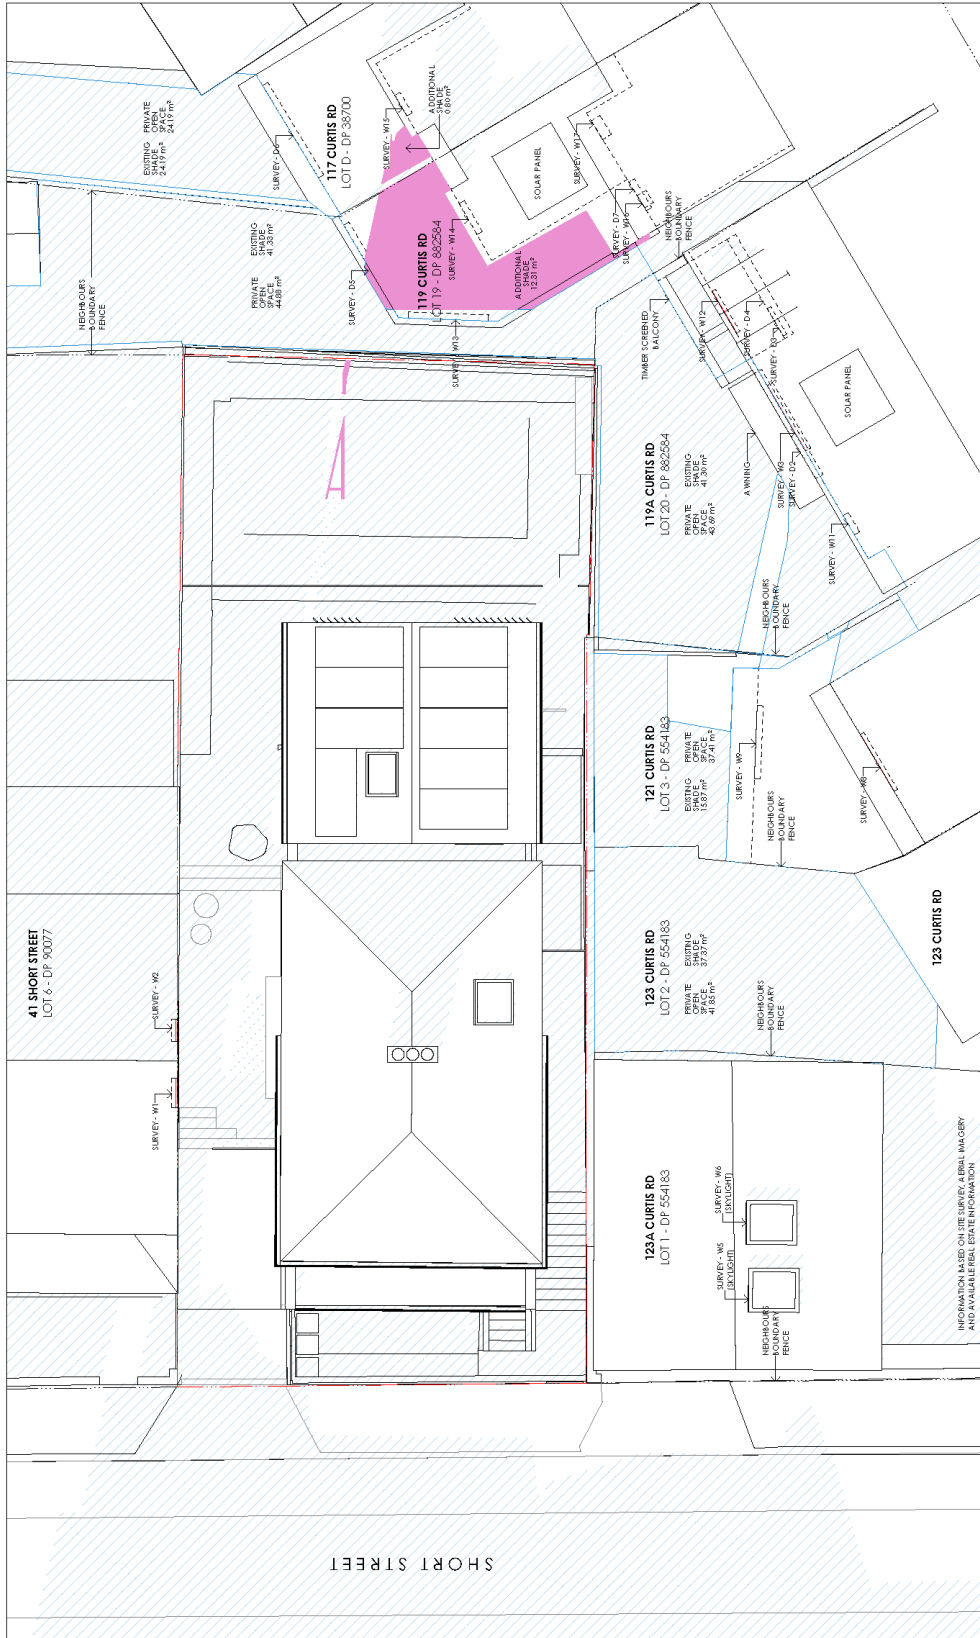 EXISTING
SHADE
24.19 m²
PRIVATE
OPEN
SPACE
24.19 m²
SURVEY - D6
117 CURTIS RD
LOT D - DP 38700
SURVEY - W15
ADDITIONAL
SHADE
0.80 m²
NEIGHBOURS
BOUNDARY
FENCE
PRIVATE
OPEN
SPACE
44.88 m²
EXISTING
SHADE
41.33 m²
SURVEY - D5
119 CURTIS RD
LOT 19 - DP 882584
SURVEY - W14
SURVEY - W13
ADDITIONAL
SHADE
12.31 m²
SOLAR PANEL
SURVEY - W17
SURVEY - D7
SURVEY - W16
NEIGHBOURS
BOUNDARY
FENCE
TIMBER SCREENED
BALCONY
SURVEY - W12
SURVEY - D4
SURVEY - D3
SOLAR PANEL
AWNING
SURVEY - W3
SURVEY - D2
SURVEY - W11
119A CURTIS RD
LOT 20 - DP 882584
PRIVATE
OPEN
SPACE
43.69 m²
EXISTING
SHADE
41.30 m²
NEIGHBOURS
BOUNDARY
FENCE
121 CURTIS RD
LOT 3 - DP 554183
EXISTING
SHADE
15.87 m²
PRIVATE
OPEN
SPACE
37.41 m²
SURVEY - W9
SURVEY - W8
NEIGHBOURS
BOUNDARY
FENCE
41 SHORT STREET
LOT 6 - DP 90077
SURVEY - W2
SURVEY - W1
123 CURTIS RD
LOT 2 - DP 554183
PRIVATE
OPEN
SPACE
41.85 m²
EXISTING
SHADE
37.37 m²
NEIGHBOURS
BOUNDARY
FENCE
123 CURTIS RD
123A CURTIS RD
LOT 1 - DP 554183
SURVEY - W6
(SKYLIGHT)
SURVEY - W5
(SKYLIGHT)
NEIGHBOURS
BOUNDARY
FENCE
INFORMATION BASED ON SITE SURVEY, AERIAL IMAGERY
AND AVAILABLE REAL ESTATE INFORMATION
SHORT STREET